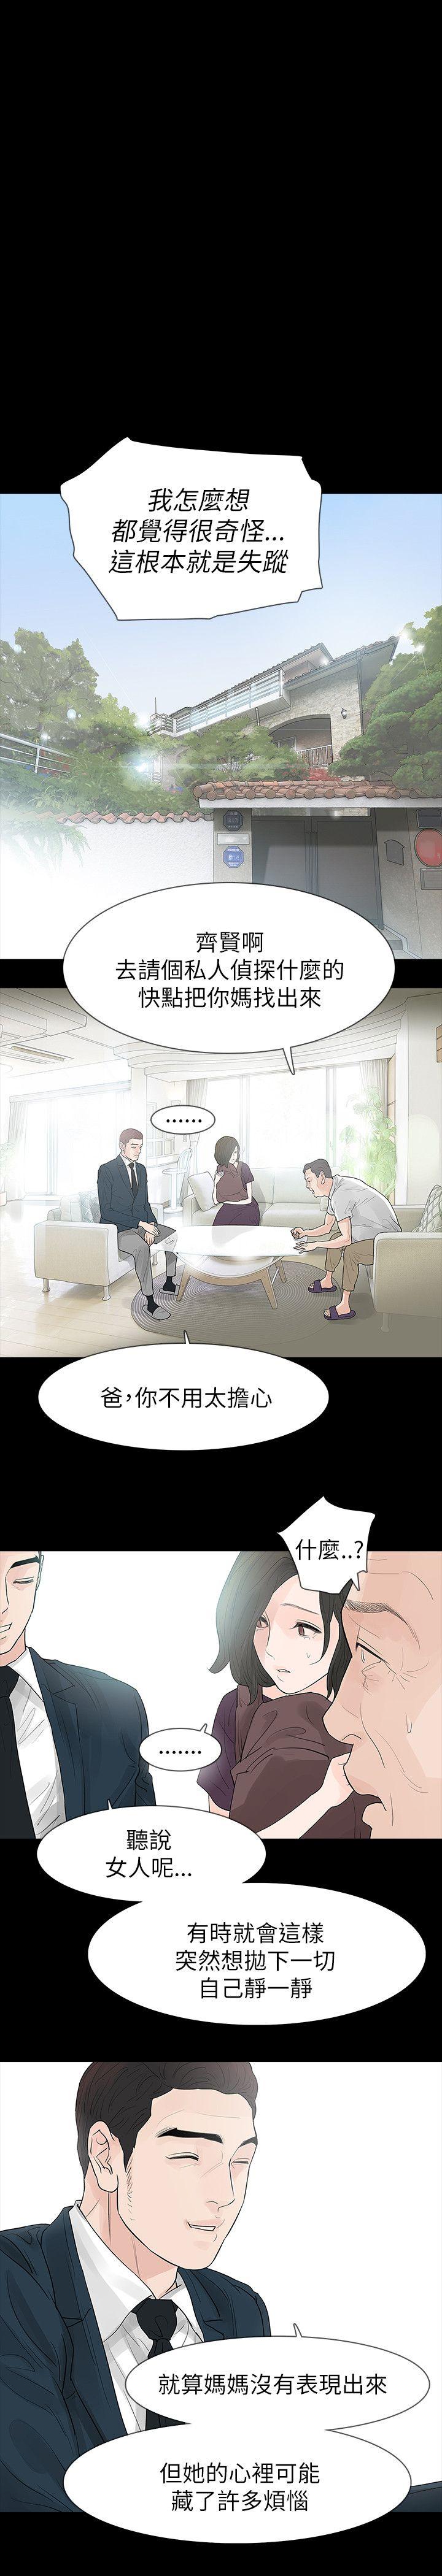 我怎麼想
都覺得很奇怪...
這根本就是失蹤
齊賢啊
去請個私人偵探什麼的
快點把你媽找出來
......
爸,你不用太擔心
什麼..?
.......
聽說
女人呢...
有時就會這樣
突然想拋下一切
自己靜一靜
就算媽媽沒有表現出來
但她的心裡可能
藏了許多煩惱